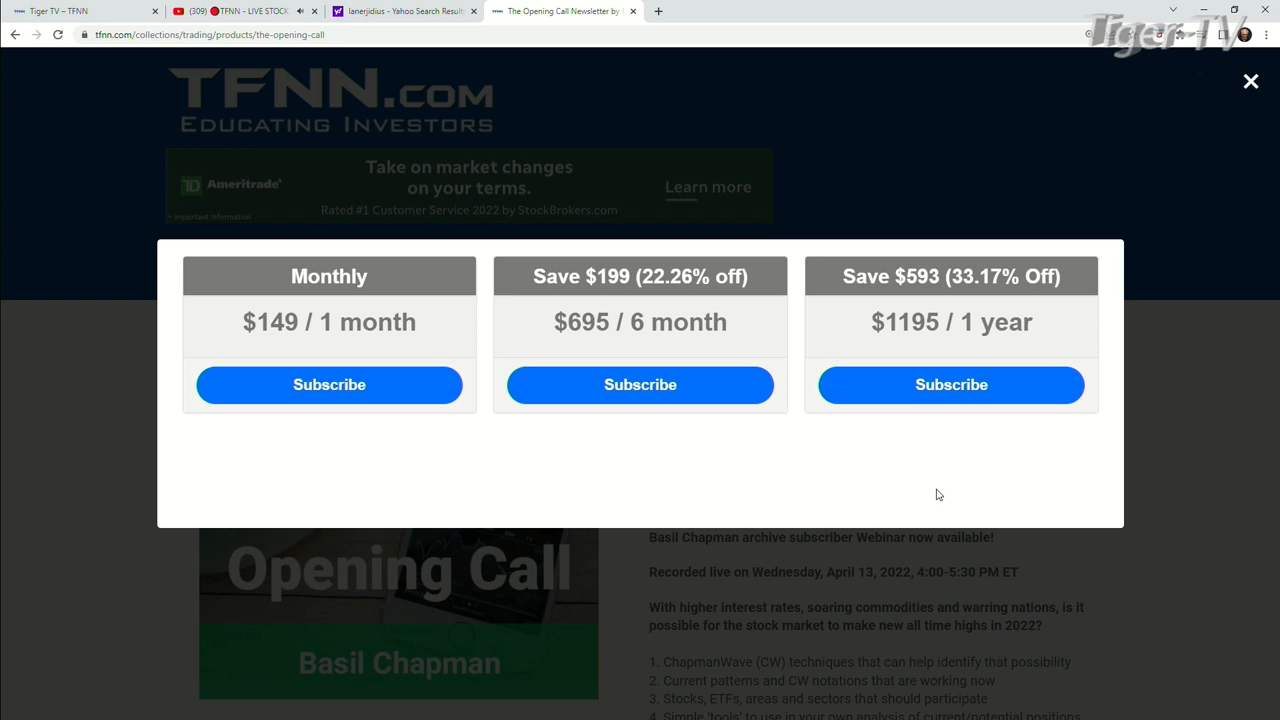 Tiger TV – TFNN
(309) 🔴TFNN - LIVE STOCK
lanerjidius - Yahoo Search Result
The Opening Call Newsletter by
tfnn.com/collections/trading/products/the-opening-call
Tiger TV
TFNN.COM
EDUCATING INVESTORS
Take on market changes
on your terms.
TD Ameritrade
Learn more
Rated #1 Customer Service 2022 by StockBrokers.com
+ Important Information
Monthly
$149 / 1 month
Subscribe
Save $199 (22.26% off)
$695 / 6 month
Subscribe
Save $593 (33.17% Off)
$1195 / 1 year
Subscribe
Opening Call
Basil Chapman
Basil Chapman archive subscriber Webinar now available!
Recorded live on Wednesday, April 13, 2022, 4:00-5:30 PM ET
With higher interest rates, soaring commodities and warring nations, is it
possible for the stock market to make new all time highs in 2022?
1. ChapmanWave (CW) techniques that can help identify that possibility
2. Current patterns and CW notations that are working now
3. Stocks, ETFs, areas and sectors that should participate
4. Simple 'tools' to use in your own analysis of current/potential positions